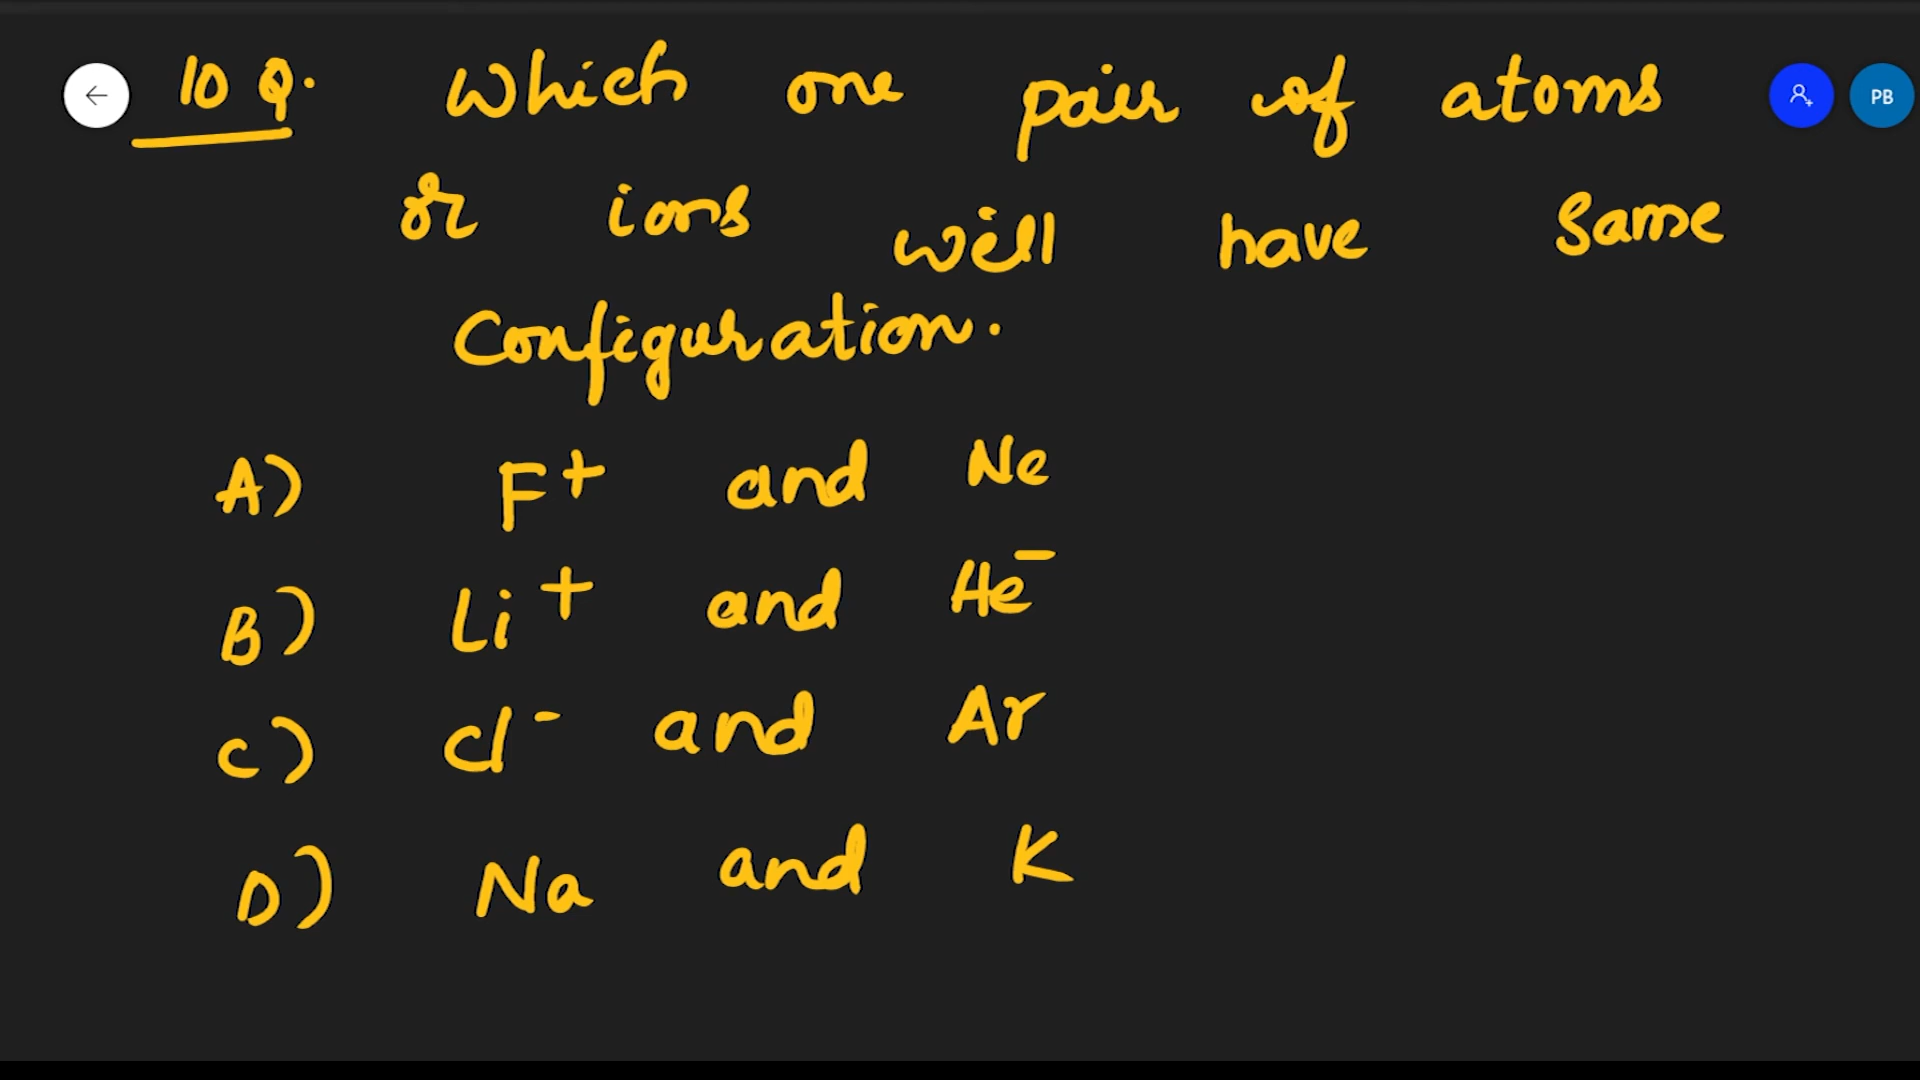 10 Q. Which one pair of atoms
or ions will have same
Configuration.
A) F+ and Ne
B) Li+ and He-
C) Cl- and Ar
D) Na and K
PB